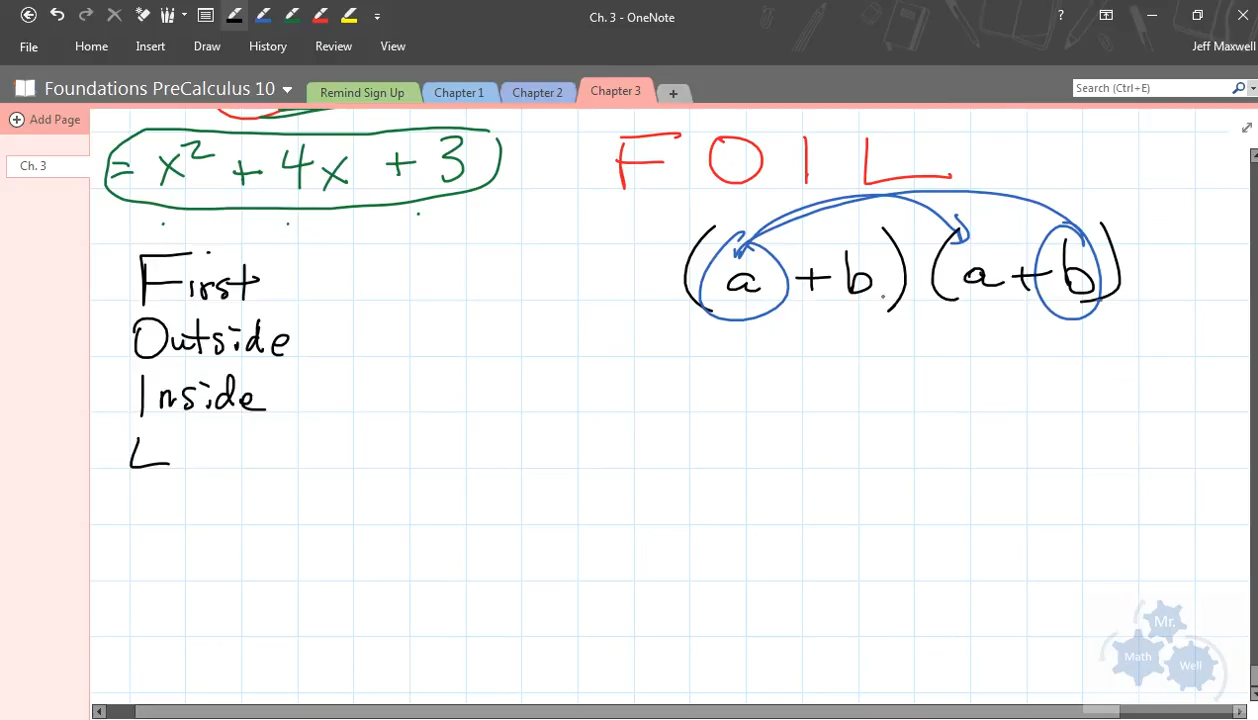 Ch. 3 - OneNote
?
File
Home
Insert
Draw
History
Review
View
Jeff Maxwell
Foundations PreCalculus 10
Remind Sign Up
Chapter 1
Chapter 2
Chapter 3
Search (Ctrl+E)
Add Page
Ch. 3
= x² + 4x + 3
F O I L
(a + b)(a + b)
First
Outside
Inside
L
Mr.
Math
Well